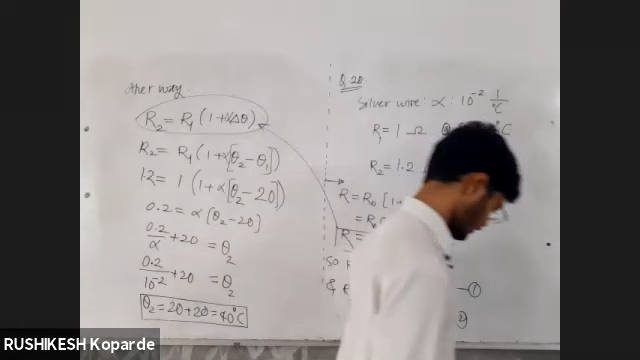 Other way
R₂ = R₁ (1+αΔθ)
R₂ = R₁ (1+α[θ₂-θ₁])
1.2 = 1 (1+α[θ₂-20])
0.2 = α[θ₂-20]
0.2/α +20 = θ₂
0.2/10⁻² +20 = θ₂
θ₂ = 20+20 = 40°C
Q.20
Silver wire: α: 10⁻² 1/°C
R₁ = 1 Ω @ °C
R₂ = 1.2
R = R₀ [1+
= R₀
R =
so
&
①
②
RUSHIKESH Koparde